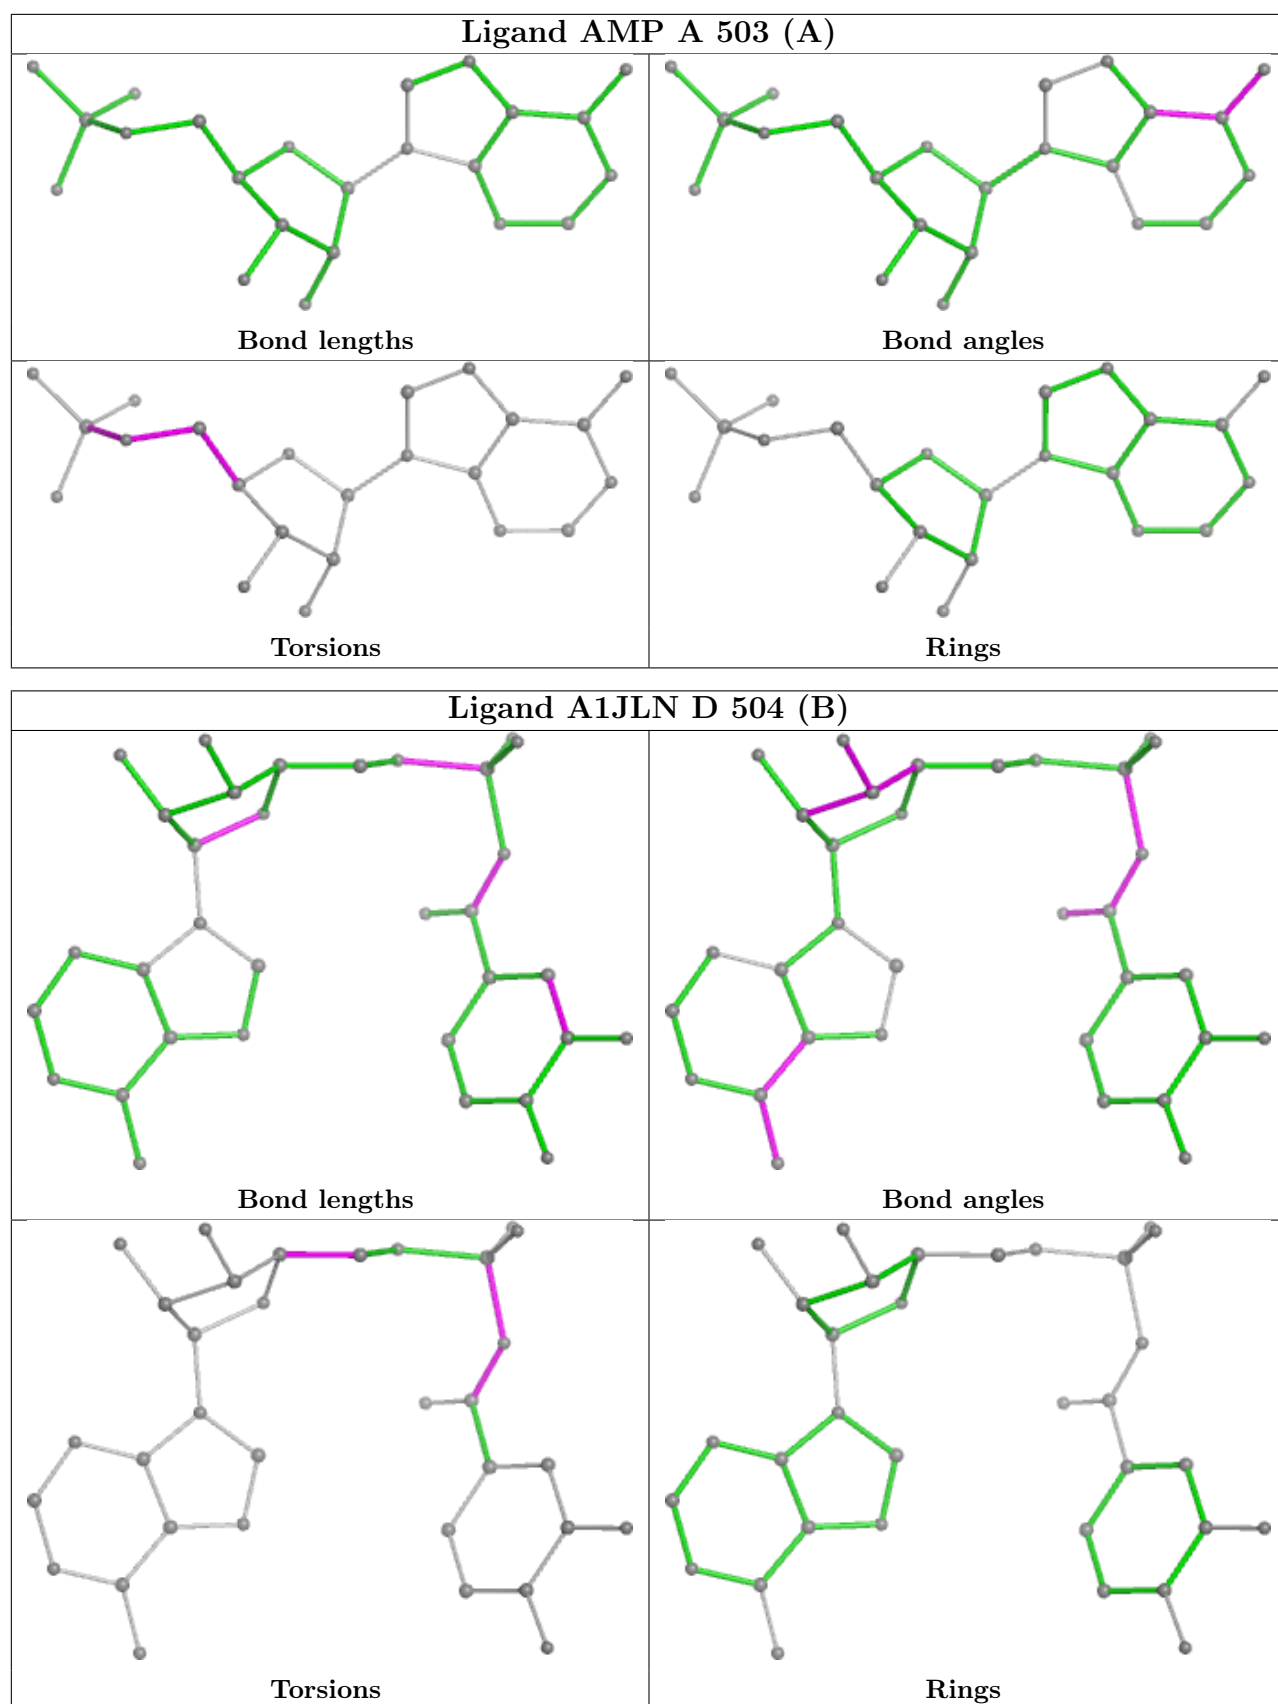 Ligand AMP A 503 (A)
Bond lengths
Bond angles
Torsions
Rings
Ligand A1JLN D 504 (B)
Bond lengths
Bond angles
Torsions
Rings